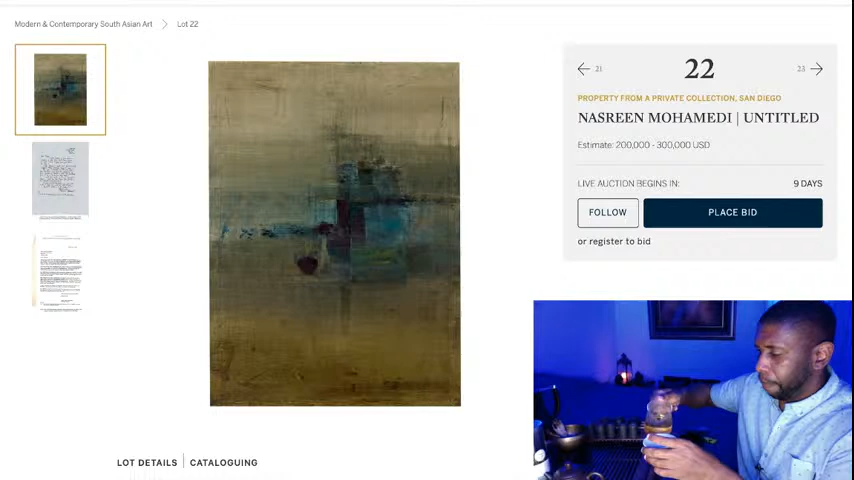 Modern & Contemporary South Asian Art
Lot 22
21
22
23
PROPERTY FROM A PRIVATE COLLECTION, SAN DIEGO
NASREEN MOHAMEDI | UNTITLED
Estimate: 200,000 - 300,000 USD
LIVE AUCTION BEGINS IN: 9 DAYS
FOLLOW
PLACE BID
or register to bid
LOT DETAILS
CATALOGUING